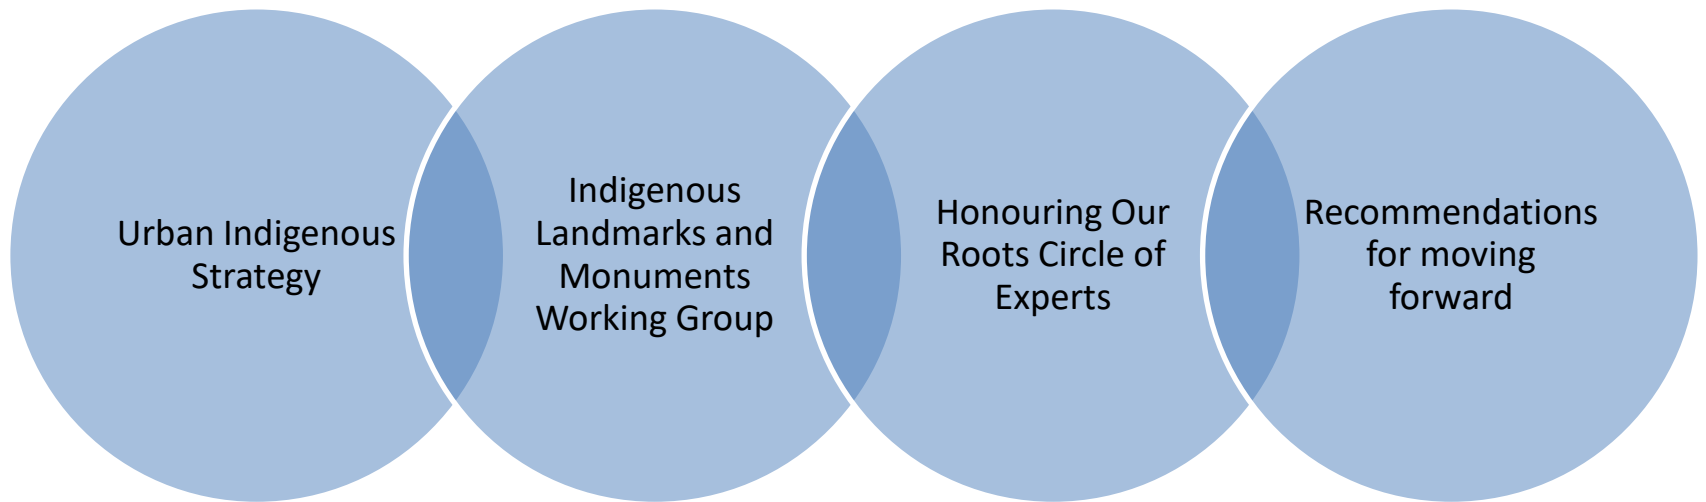 Urban Indigenous
Strategy
Indigenous
Landmarks and
Monuments
Working Group
Honouring Our
Roots Circle of
Experts
Recommendations
for moving
forward